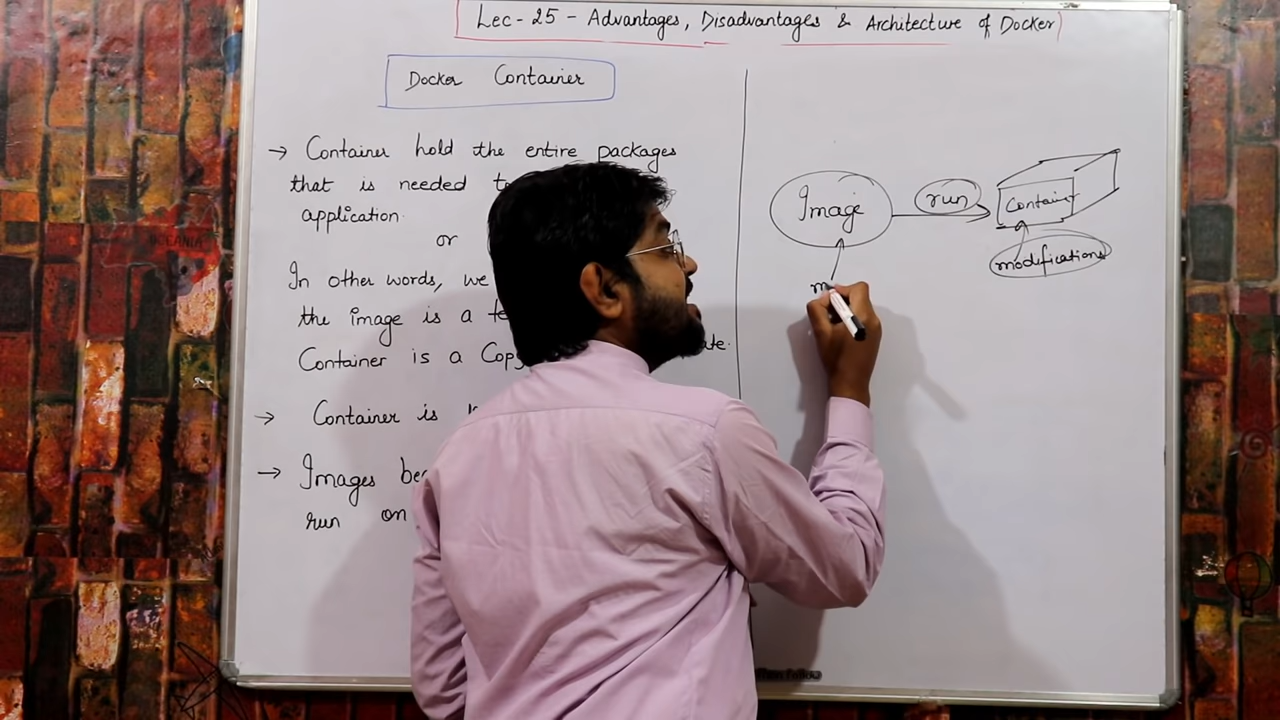 Lec-25 - Advantages, Disadvantages & Architecture of Docker
Docker Container
→ Container hold the entire packages
that is needed
application.
or
In other words, we
the image is a
Container is a Copy
→ Container is
→ Images
run on
Image
run
Container
modifications
OCEANIA